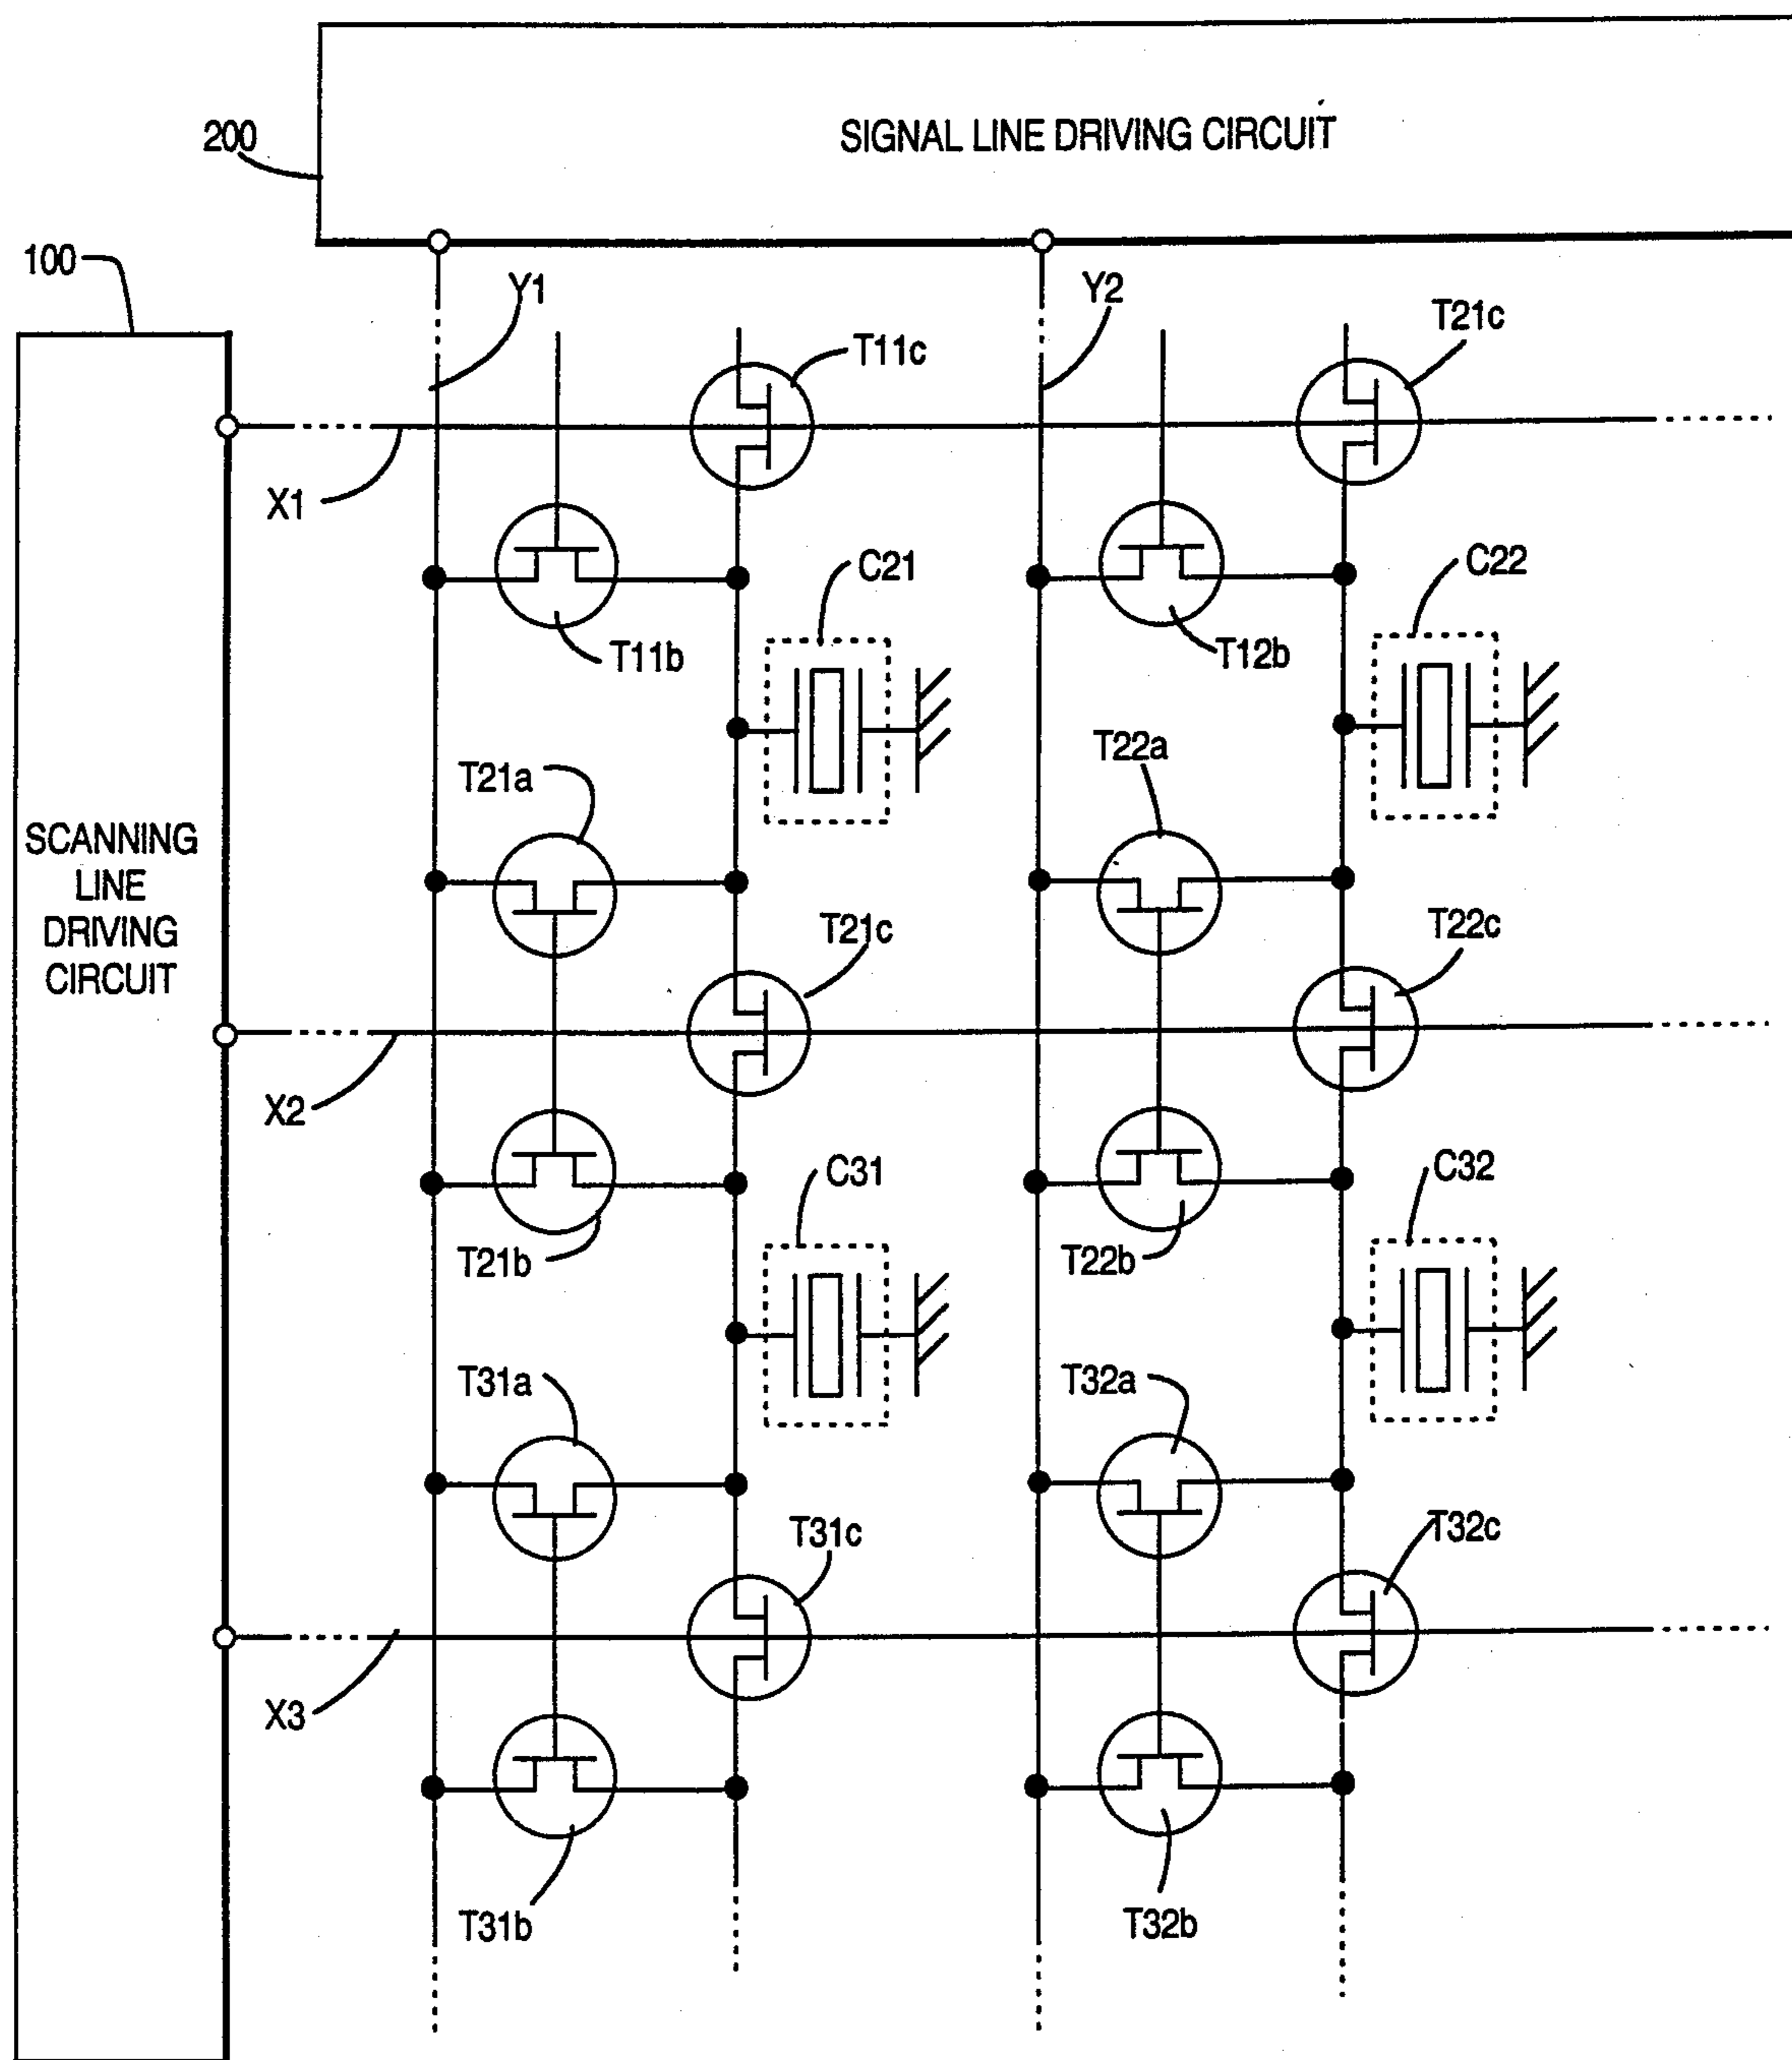 200
SIGNAL LINE DRIVING CIRCUIT
100
Y1
Y2
T11c
T21c
X1
C21
C22
T11b
T12b
T21a
T22a
SCANNING
LINE
DRIVING
CIRCUIT
T21c
T22c
X2
C31
C32
T21b
T22b
T31a
T32a
T31c
T32c
X3
T31b
T32b